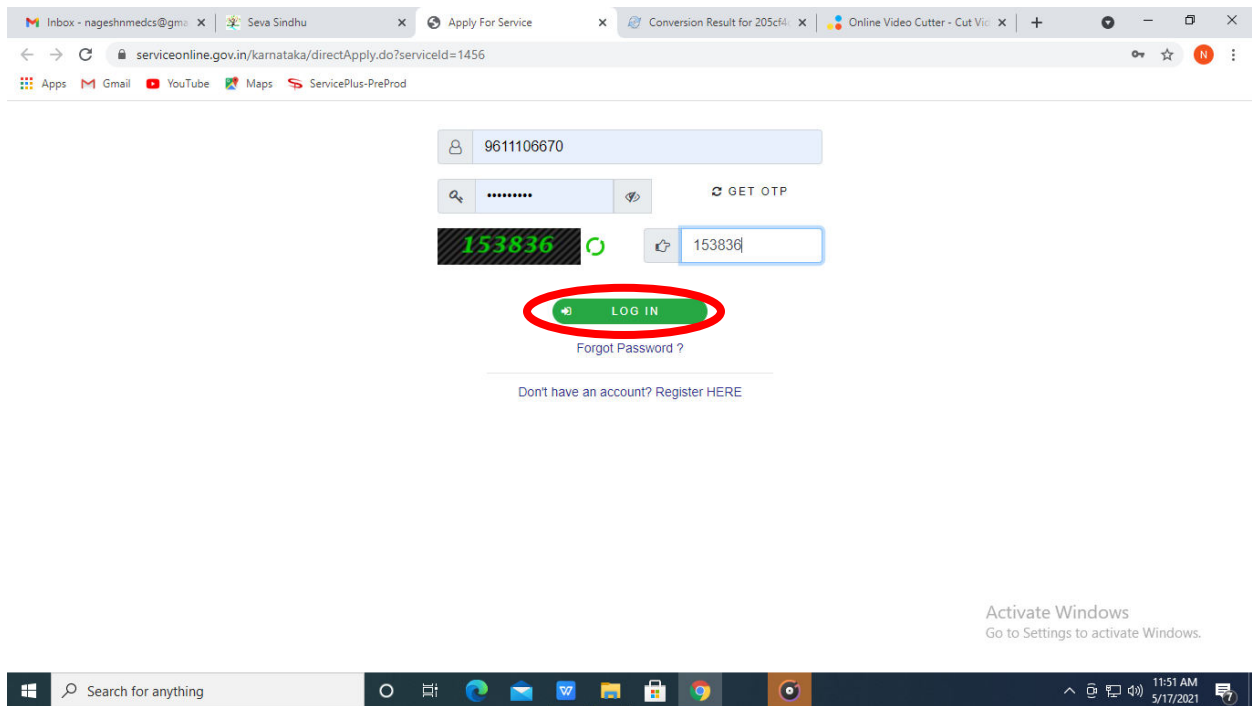 Inbox - nageshnmedcs@gma
Seva Sindhu
Apply For Service
Conversion Result for 205cf4
Online Video Cutter - Cut Vid
serviceonline.gov.in/karnataka/directApply.do?serviceId=1456
N
Apps
Gmail
YouTube
Maps
ServicePlus-PreProd
9611106670
•••••••••
GET OTP
153836
153836
LOG IN
Forgot Password ?
Don't have an account? Register HERE
Activate Windows
Go to Settings to activate Windows.
Search for anything
W
11:51 AM
5/17/2021
7